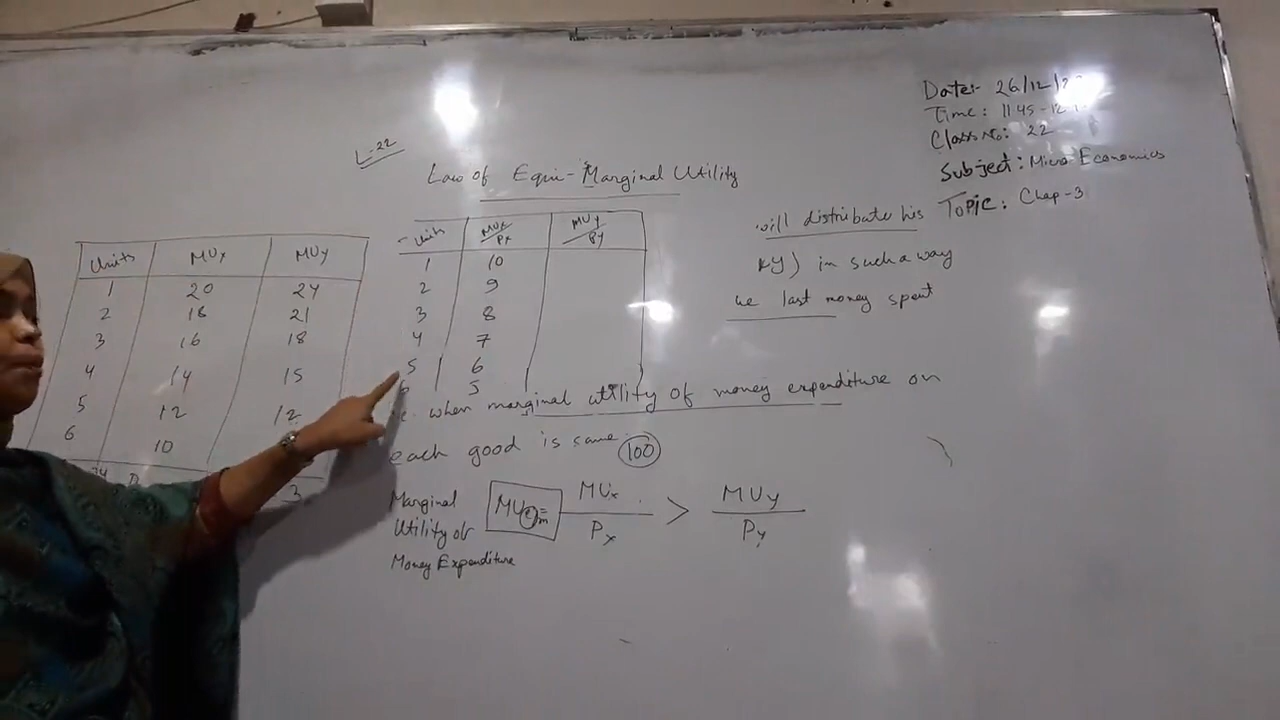 L-22
Law of Equi-Marginal Utility
Date:- 26/12/2
Time: 11:45-12:1
Class No: 22
Subject: Micro Economics
Topic: Chap-3
Units MUx MUy
1 20 24
2 18 21
3 16 18
4 14 15
5 12 12
6 10
3
Units MUx/Px MUy/Py
1 10
2 9
3 8
4 7
5 6
5
will distribute his
y) in such a way
last money spent
when marginal utility of money expenditure on
each good is same. 100
Marginal
Utility of
Money Expenditure
MUem = MUx/Px > MUy/Py